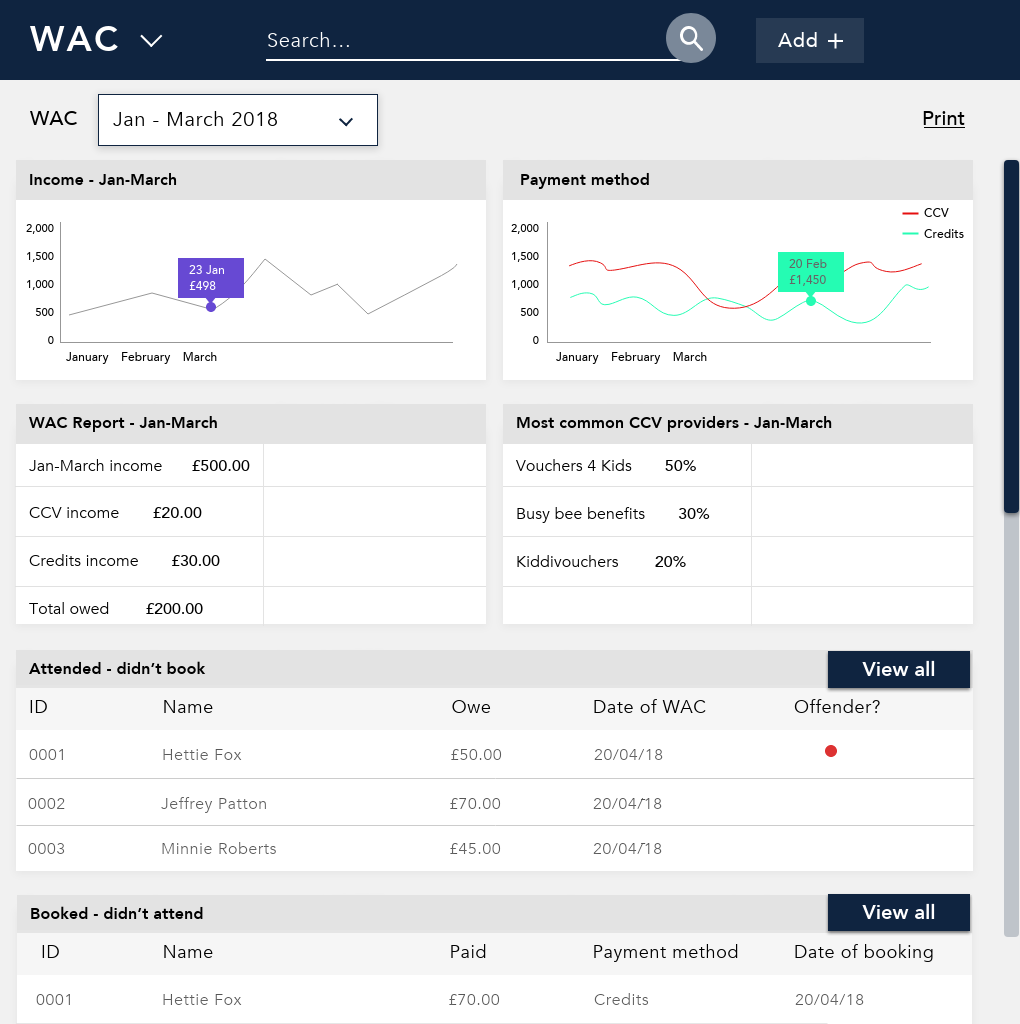 WAC
Search...
Add +
WAC
Jan - March 2018
Print
Income - Jan-March
2,000
1,500
1,000
500
0
23 Jan
£498
January February March
Payment method
CCV
Credits
2,000
1,500
1,000
500
0
20 Feb
£1,450
January February March
WAC Report - Jan-March
Jan-March income £500.00
CCV income £20.00
Credits income £30.00
Total owed £200.00
Most common CCV providers - Jan-March
Vouchers 4 Kids 50%
Busy bee benefits 30%
Kiddivouchers 20%
Attended - didn’t book
View all
ID Name Owe Date of WAC Offender?
0001 Hettie Fox £50.00 20/04/18
0002 Jeffrey Patton £70.00 20/04/18
0003 Minnie Roberts £45.00 20/04/18
Booked - didn’t attend
View all
ID Name Paid Payment method Date of booking
0001 Hettie Fox £70.00 Credits 20/04/18